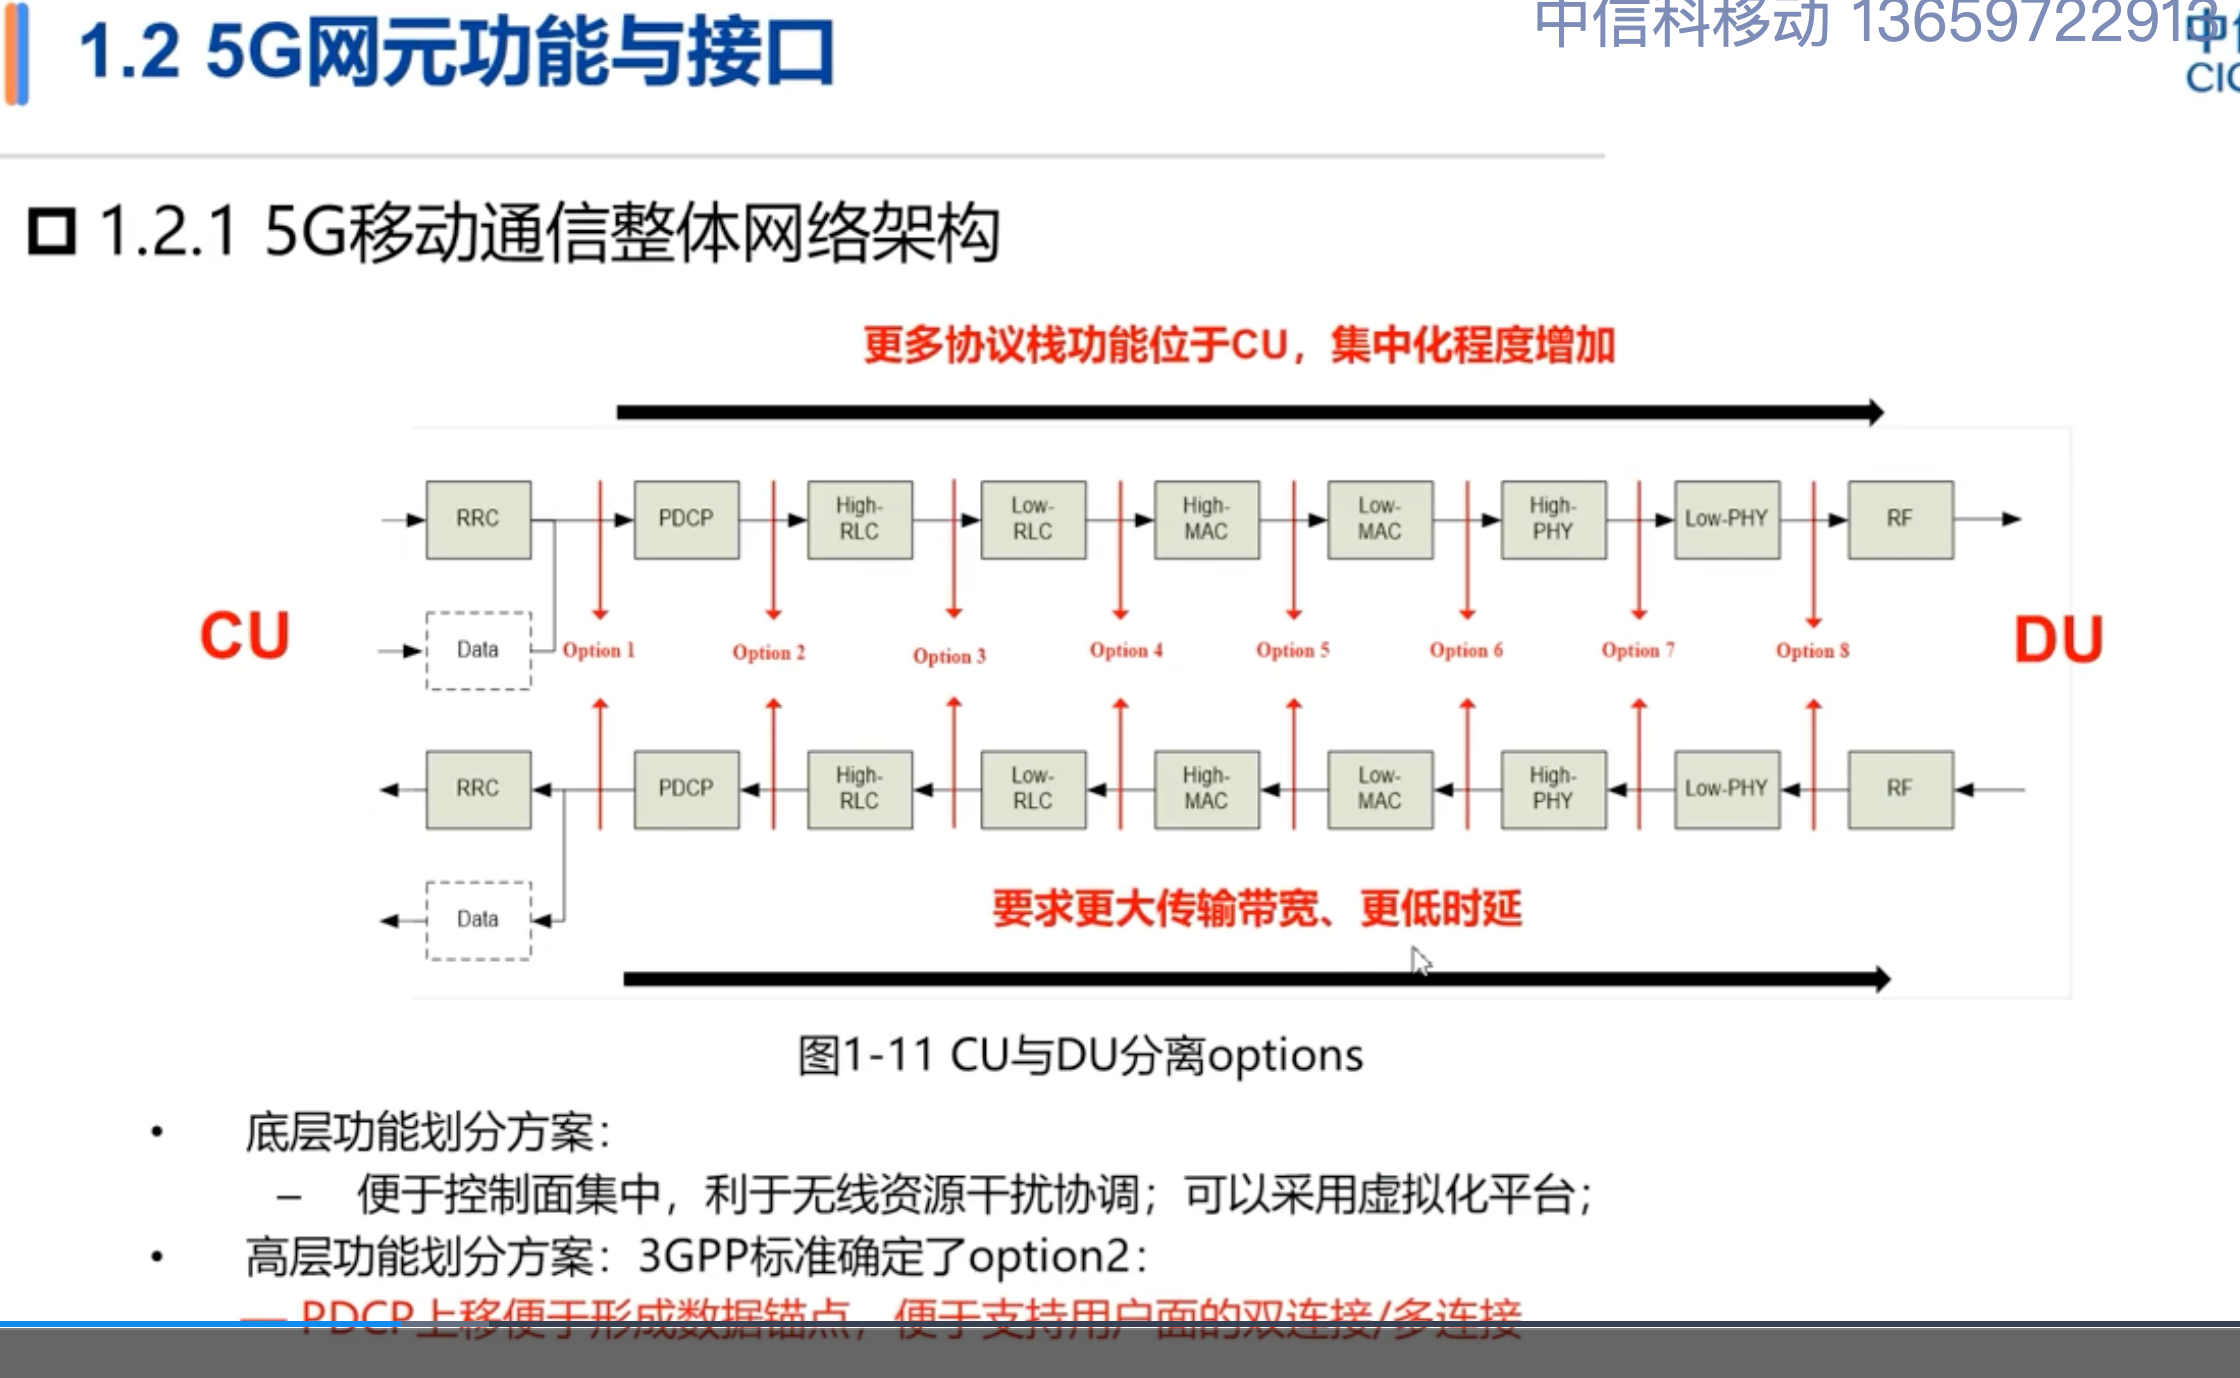 中信科移动 13659722913
CIC
1.2 5G网元功能与接口
1.2.1 5G移动通信整体网络架构
更多协议栈功能位于CU，集中化程度增加
RRC PDCP High-RLC Low-RLC High-MAC Low-MAC High-PHY Low-PHY RF
CU
Data
Option 1 Option 2 Option 3 Option 4 Option 5 Option 6 Option 7 Option 8
DU
RRC PDCP High-RLC Low-RLC High-MAC Low-MAC High-PHY Low-PHY RF
Data
要求更大传输带宽、更低时延
图1-11 CU与DU分离options
• 底层功能划分方案：
– 便于控制面集中，利于无线资源干扰协调；可以采用虚拟化平台；
• 高层功能划分方案：3GPP标准确定了option2：
— PDCP上移便于形成数据锚点，便于支持用户面的双连接/多连接